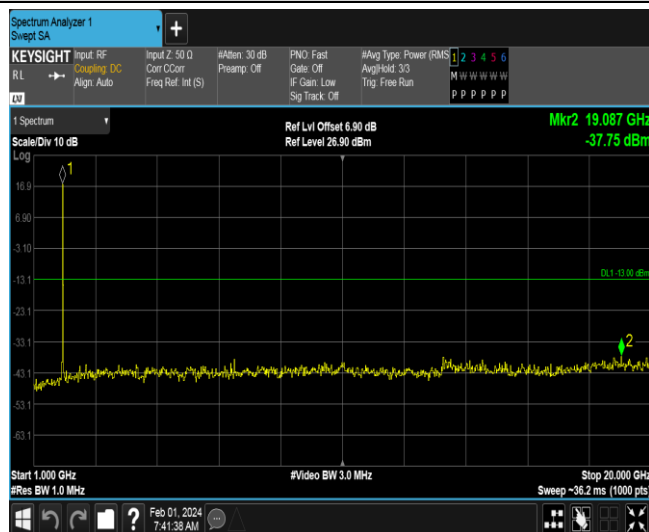 Spectrum Analyzer 1
Swept SA
+
KEYSIGHT
RL
LXI
Input: RF
Coupling: DC
Align: Auto
Input Z: 50 Ω
Corr CCorr
Freq Ref: Int (S)
#Atten: 30 dB
Preamp: Off
PNO: Fast
Gate: Off
IF Gain: Low
Sig Track: Off
#Avg Type: Power (RMS
Avg|Hold: 3/3
Trig: Free Run
1 2 3 4 5 6
M W W W W W
P P P P P P
1 Spectrum
Scale/Div 10 dB
Log
Ref Lvl Offset 6.90 dB
Ref Level 26.90 dBm
Mkr2 19.087 GHz
-37.75 dBm
1
16.9
6.90
-3.10
-13.1
DL1 -13.00 dBm
-23.1
2
-33.1
-43.1
-53.1
-63.1
Start 1.000 GHz
#Video BW 3.0 MHz
Stop 20.000 GHz
#Res BW 1.0 MHz
Sweep ~36.2 ms (1000 pts)
?
Feb 01, 2024
7:41:38 AM